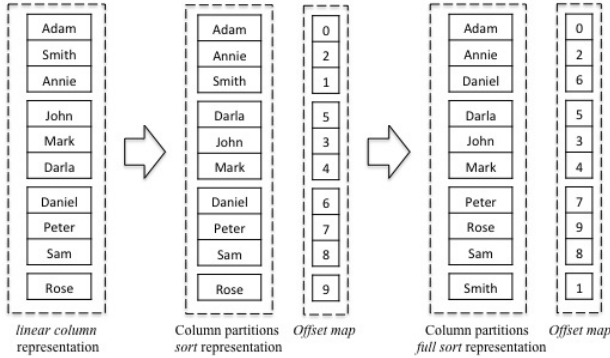 Adam
Smith
Annie
John
Mark
Darla
Daniel
Peter
Sam
Rose
linear column
representation
Adam
Annie
Smith
Darla
John
Mark
Daniel
Peter
Sam
Rose
Column partitions
sort representation
0
2
1
5
3
4
6
7
8
9
Offset map
Adam
Annie
Daniel
Darla
John
Mark
Peter
Rose
Sam
Smith
Column partitions
full sort representation
0
2
6
5
3
4
7
9
8
1
Offset map